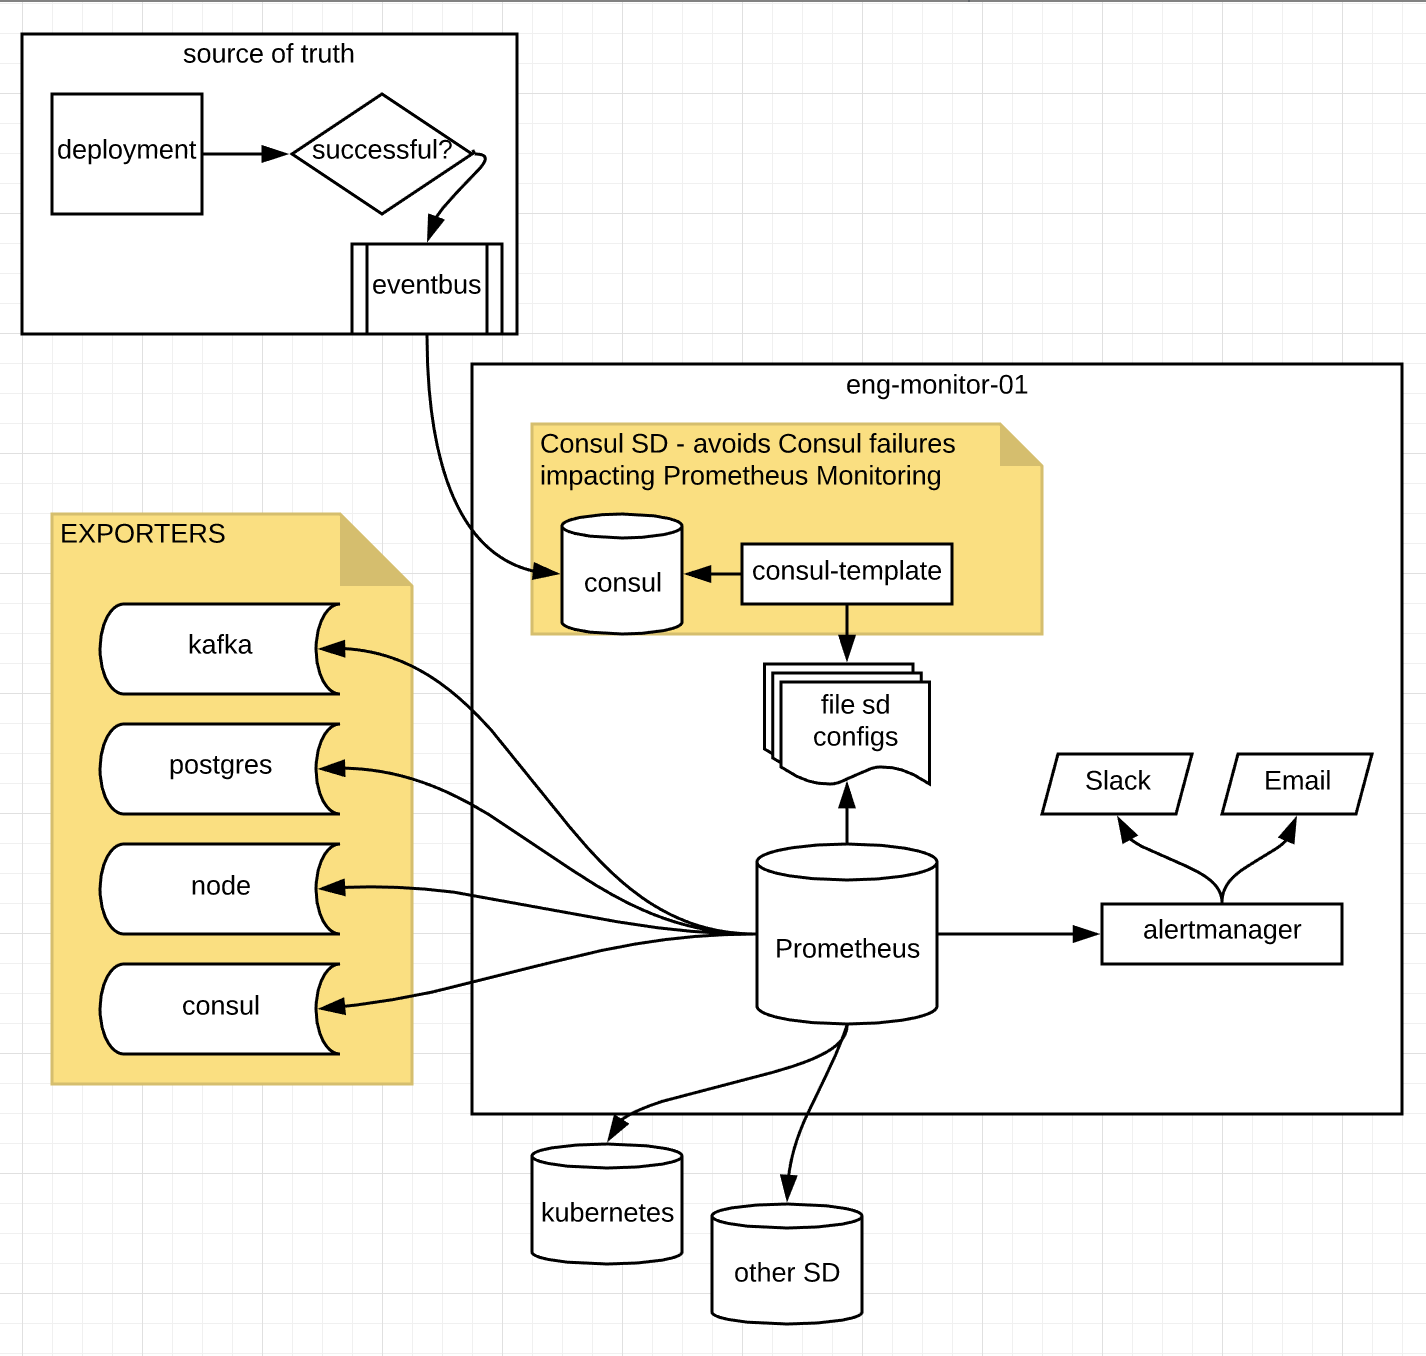 source of truth
deployment
successful?
eventbus
eng-monitor-01
Consul SD - avoids Consul failures
impacting Prometheus Monitoring
consul
consul-template
EXPORTERS
kafka
postgres
node
consul
file sd
configs
Slack
Email
Prometheus
alertmanager
kubernetes
other SD